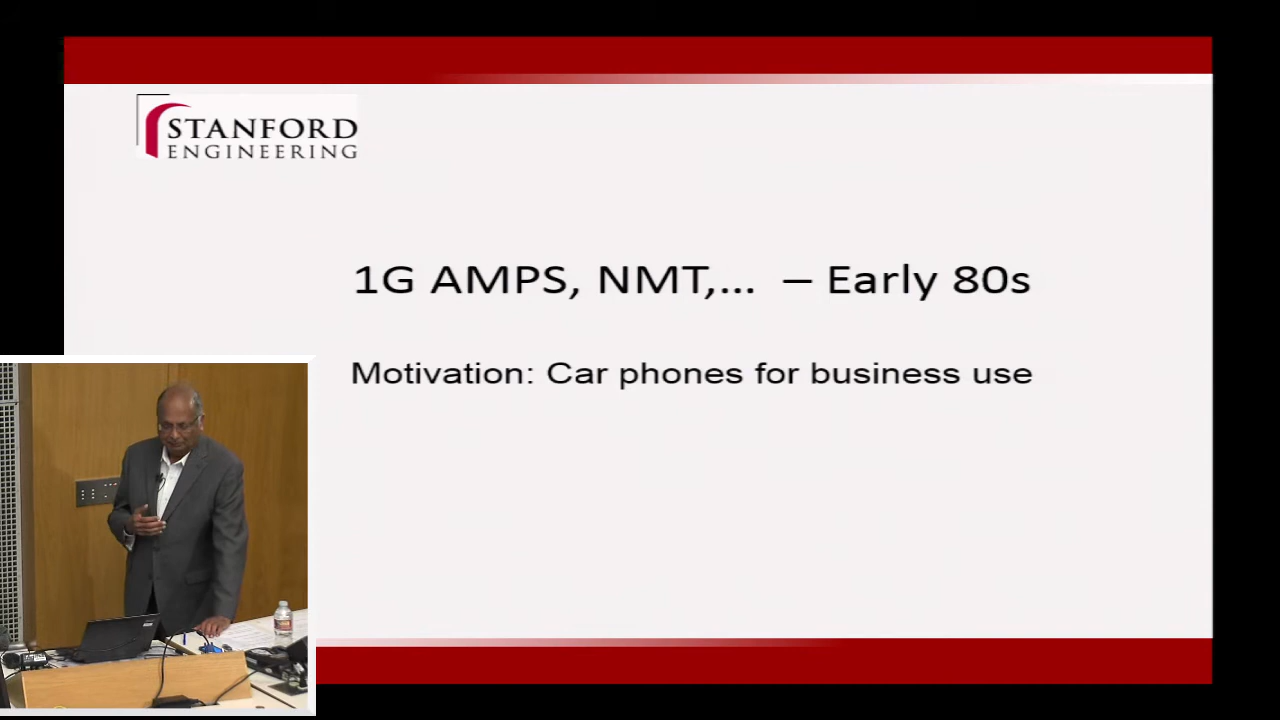 STANFORD
ENGINEERING
1G AMPS, NMT,... – Early 80s
Motivation: Car phones for business use